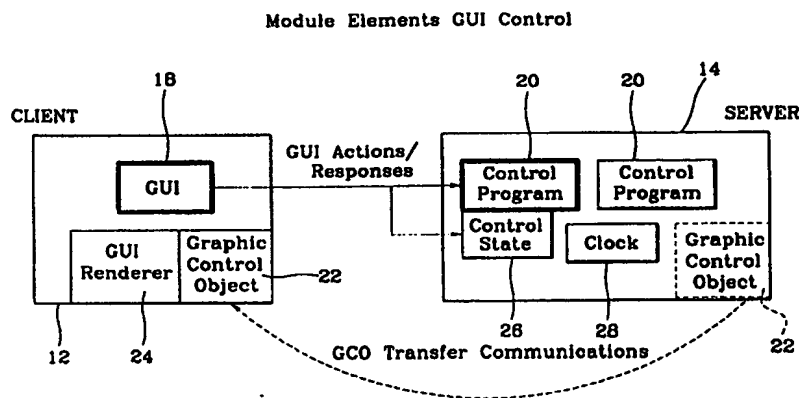 Module Elements GUI Control
18
20
20
14
CLIENT
SERVER
GUI Actions/
Responses
GUI
Control
Program
Control
Program
Control
State
Clock
GUI
Renderer
Graphic
Control
Object
22
Graphic
Control
Object
12
24
26
28
22
GCO Transfer Communications